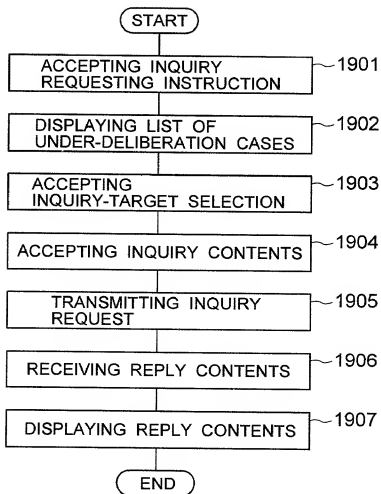 START
ACCEPTING INQUIRY
REQUESTING INSTRUCTION
1901
DISPLAYING LIST OF
UNDER-DELIBERATION CASES
1902
ACCEPTING
INQUIRY-TARGET SELECTION
1903
ACCEPTING INQUIRY CONTENTS
1904
TRANSMITTING INQUIRY
REQUEST
1905
RECEIVING REPLY CONTENTS
1906
DISPLAYING REPLY CONTENTS
1907
END